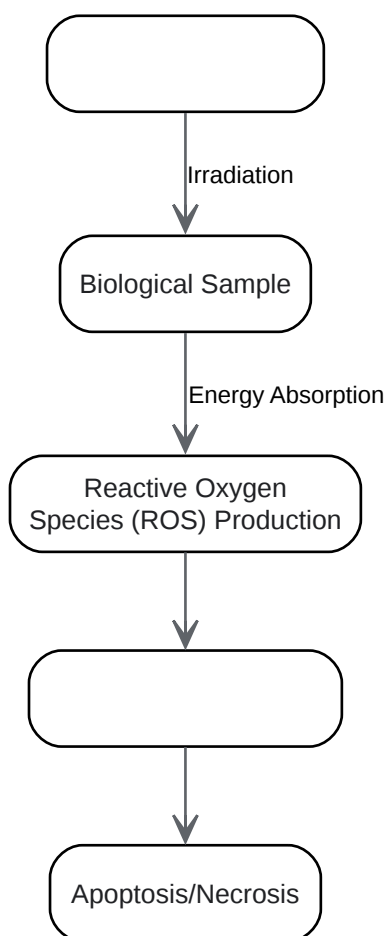 Irradiation
Biological Sample
Energy Absorption
Reactive Oxygen
Species (ROS) Production
Apoptosis/Necrosis